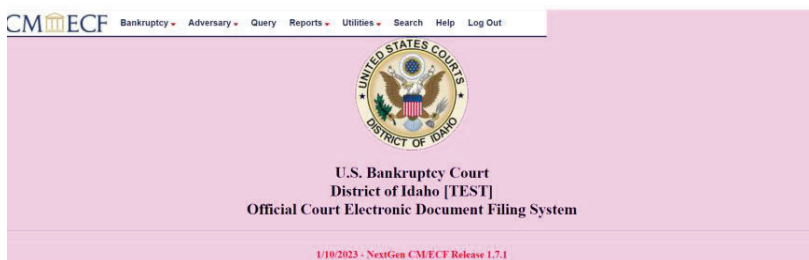 CM ECF Bankruptcy Adversary Query Reports Utilities Search Help Log Out
UNITED STATES COURTS
DISTRICT OF IDAHO
U.S. Bankruptcy Court
District of Idaho [TEST]
Official Court Electronic Document Filing System
1/10/2023 - NextGen CM/ECF Release 1.7.1